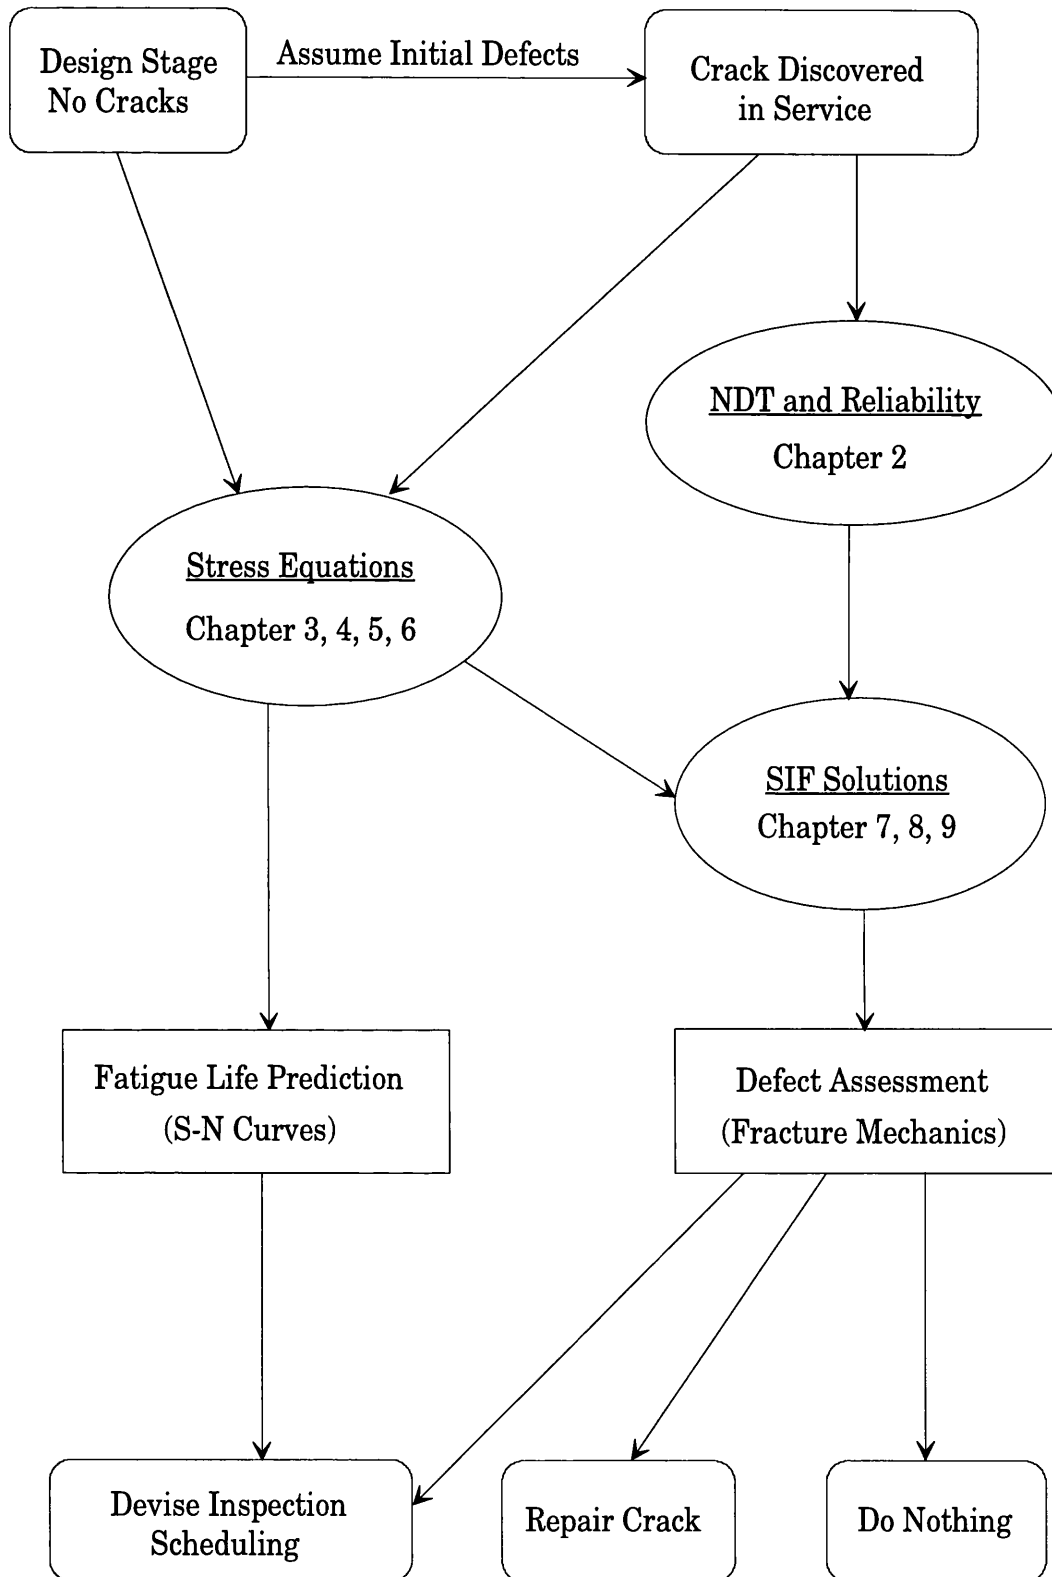 Design Stage
No Cracks
Assume Initial Defects
Crack Discovered
in Service
NDT and Reliability
Chapter 2
Stress Equations
Chapter 3, 4, 5, 6
SIF Solutions
Chapter 7, 8, 9
Fatigue Life Prediction
(S-N Curves)
Defect Assessment
(Fracture Mechanics)
Devise Inspection
Scheduling
Repair Crack
Do Nothing